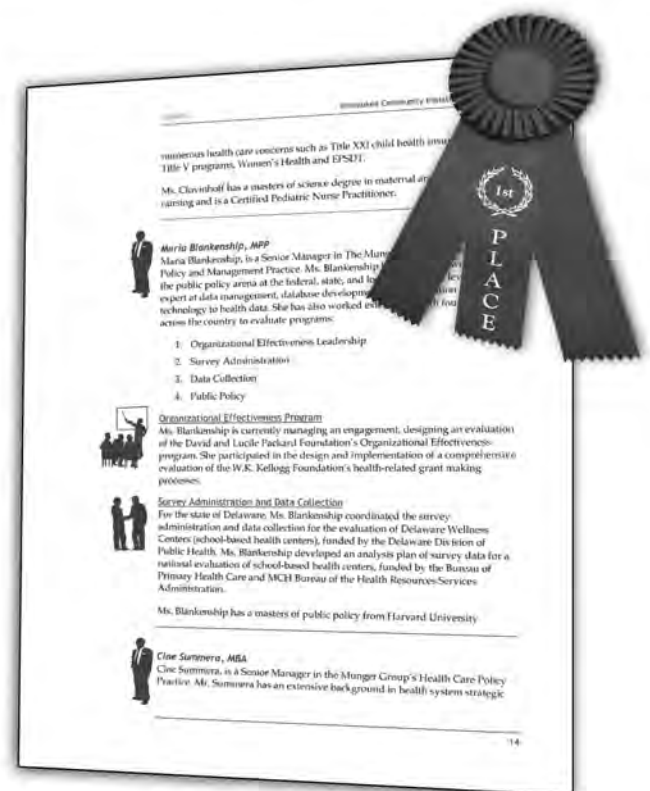 Community
numerous health care concerns such as Title XXI child health insu
Title V programs, Women's Health and EPSDT.
Ms. Clovinhoff has a masters of science degree in maternal an
nursing and is a Certified Pediatric Nurse Practitioner.
1st
PLACE
Maria Blankenship, MPP
Maria Blankenship, is a Senior Manager in The Mung
Policy and Management Practice. Ms. Blankenship
the public policy arena at the federal, state, and lo
expert at data management, database developm
technology to health data. She has also worked
across the country to evaluate programs:
1. Organizational Effectiveness Leadership
2. Survey Administration
3. Data Collection
4. Public Policy
Organizational Effectiveness Program
Ms. Blankenship is currently managing an engagement, designing an evaluation
of the David and Lucile Packard Foundation's Organizational Effectiveness
program. She participated in the design and implementation of a comprehensive
evaluation of the W.K. Kellogg Foundation's health-related grant making
processes.
Survey Administration and Data Collection
For the state of Delaware, Ms. Blankenship coordinated the survey
administration and data collection for the evaluation of Delaware Wellness
Centers (school-based health centers), funded by the Delaware Division of
Public Health. Ms. Blankenship developed an analysis plan of survey data for a
national evaluation of school-based health centers, funded by the Bureau of
Primary Health Care and MCH Bureau of the Health Resources Services
Administration.
Ms. Blankenship has a masters of public policy from Harvard University
Cine Summera, MBA
Cine Summera, is a Senior Manager in the Munger Group's Health Care Policy
Practice. Mr. Summera has an extensive background in health system strategic
14